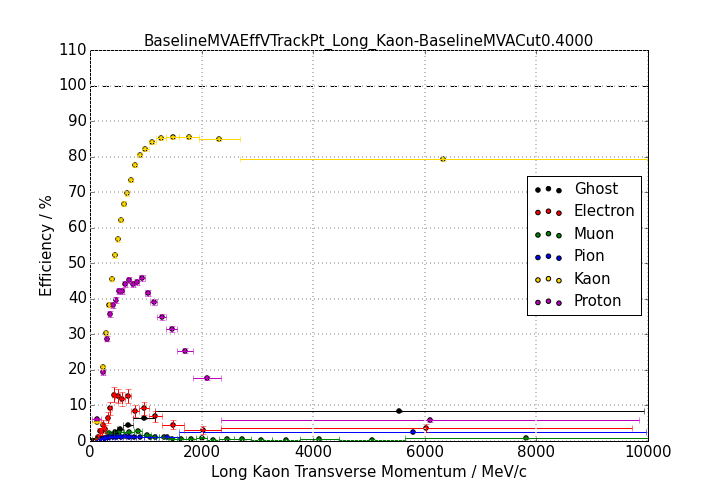 BaselineMVAEffVTrackPt_Long_Kaon-BaselineMVACut0.4000
110
100
90
80
70
60
50
40
30
20
10
0
Efficiency / %
Ghost
Electron
Muon
Pion
Kaon
Proton
0 2000 4000 6000 8000 10000
Long Kaon Transverse Momentum / MeV/c